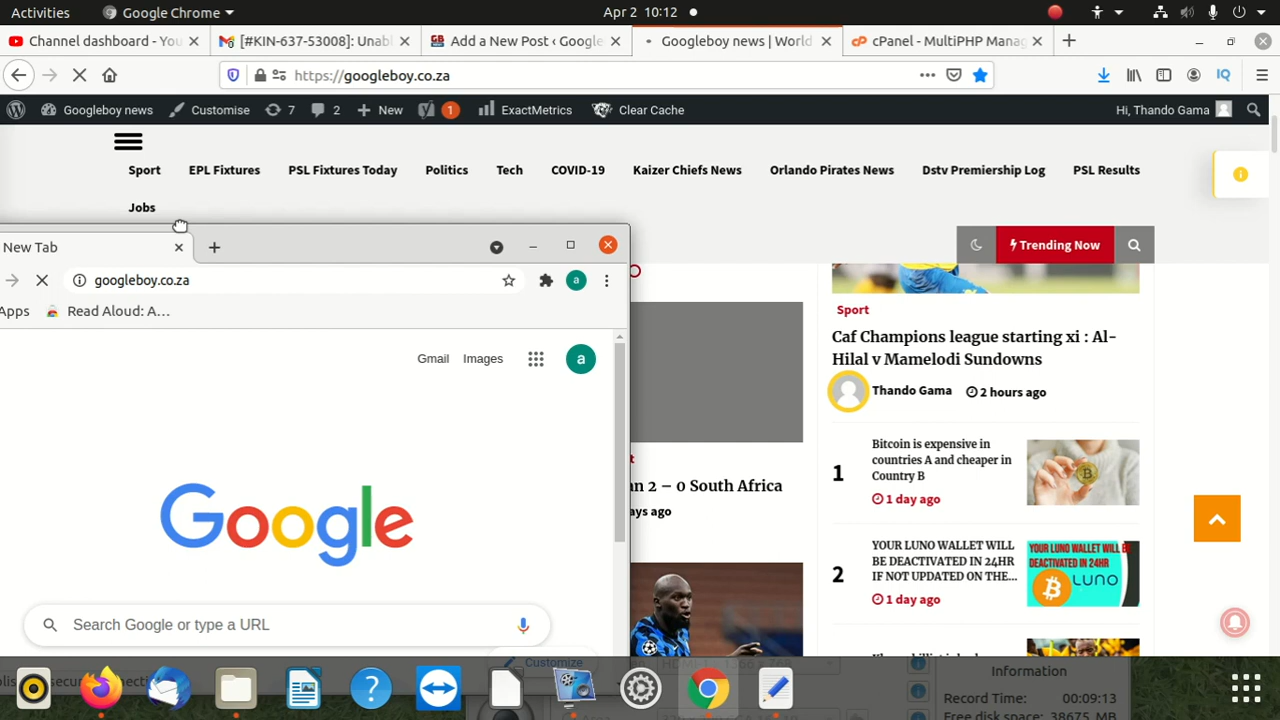 Activities
Google Chrome
Apr 2 10:12
Channel dashboard - You
[#KIN-637-53008]: Unab
Add a New Post ‹ Google
Googleboy news | World
cPanel - MultiPHP Manag
https://googleboy.co.za
IQ
Googleboy news
Customise
7
2
New
1
ExactMetrics
Clear Cache
Hi, Thando Gama
Sport
EPL Fixtures
PSL Fixtures Today
Politics
Tech
COVID-19
Kaizer Chiefs News
Orlando Pirates News
Dstv Premiership Log
PSL Results
Jobs
Trending Now
New Tab
googleboy.co.za
a
Apps
Read Aloud: A...
Gmail
Images
a
Google
Search Google or type a URL
Customize
an 2 – 0 South Africa
ays ago
Sport
Caf Champions league starting xi : Al-
Hilal v Mamelodi Sundowns
Thando Gama
2 hours ago
1
Bitcoin is expensive in
countries A and cheaper in
Country B
1 day ago
2
YOUR LUNO WALLET WILL
BE DEACTIVATED IN 24HR
IF NOT UPDATED ON THE...
1 day ago
YOUR LUNO WALLET WILL BE
DEACTIVATED IN 24HR
LUNO
Information
Record Time:
00:09:13
Free disk space:
38675 MB